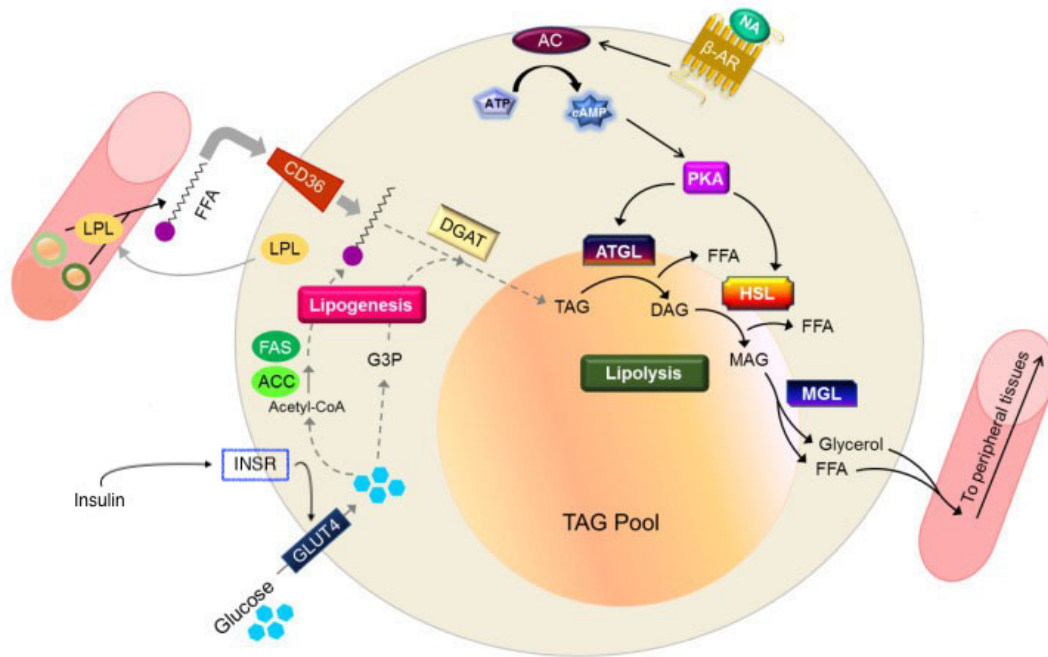 NA
AC
β-AR
ATP
cAMP
CD36
PKA
FFA
LPL
DGAT
LPL
ATGL
FFA
HSL
Lipogenesis
TAG
DAG
FFA
FAS
G3P
MAG
ACC
Lipolysis
MGL
Acetyl-CoA
Glycerol
INSR
FFA
To peripheral tissues
Insulin
TAG Pool
GLUT4
Glucose